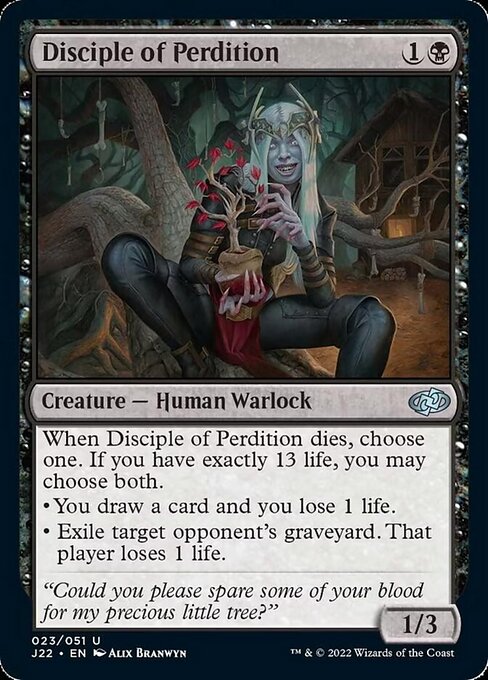 Disciple of Perdition 1
Creature — Human Warlock
When Disciple of Perdition dies, choose
one. If you have exactly 13 life, you may
choose both.
• You draw a card and you lose 1 life.
• Exile target opponent's graveyard. That
player loses 1 life.
“Could you please spare some of your blood
for my precious little tree?”
1/3
023/051 U
J22 • EN Alix Branwyn
™ & © 2022 Wizards of the Coast